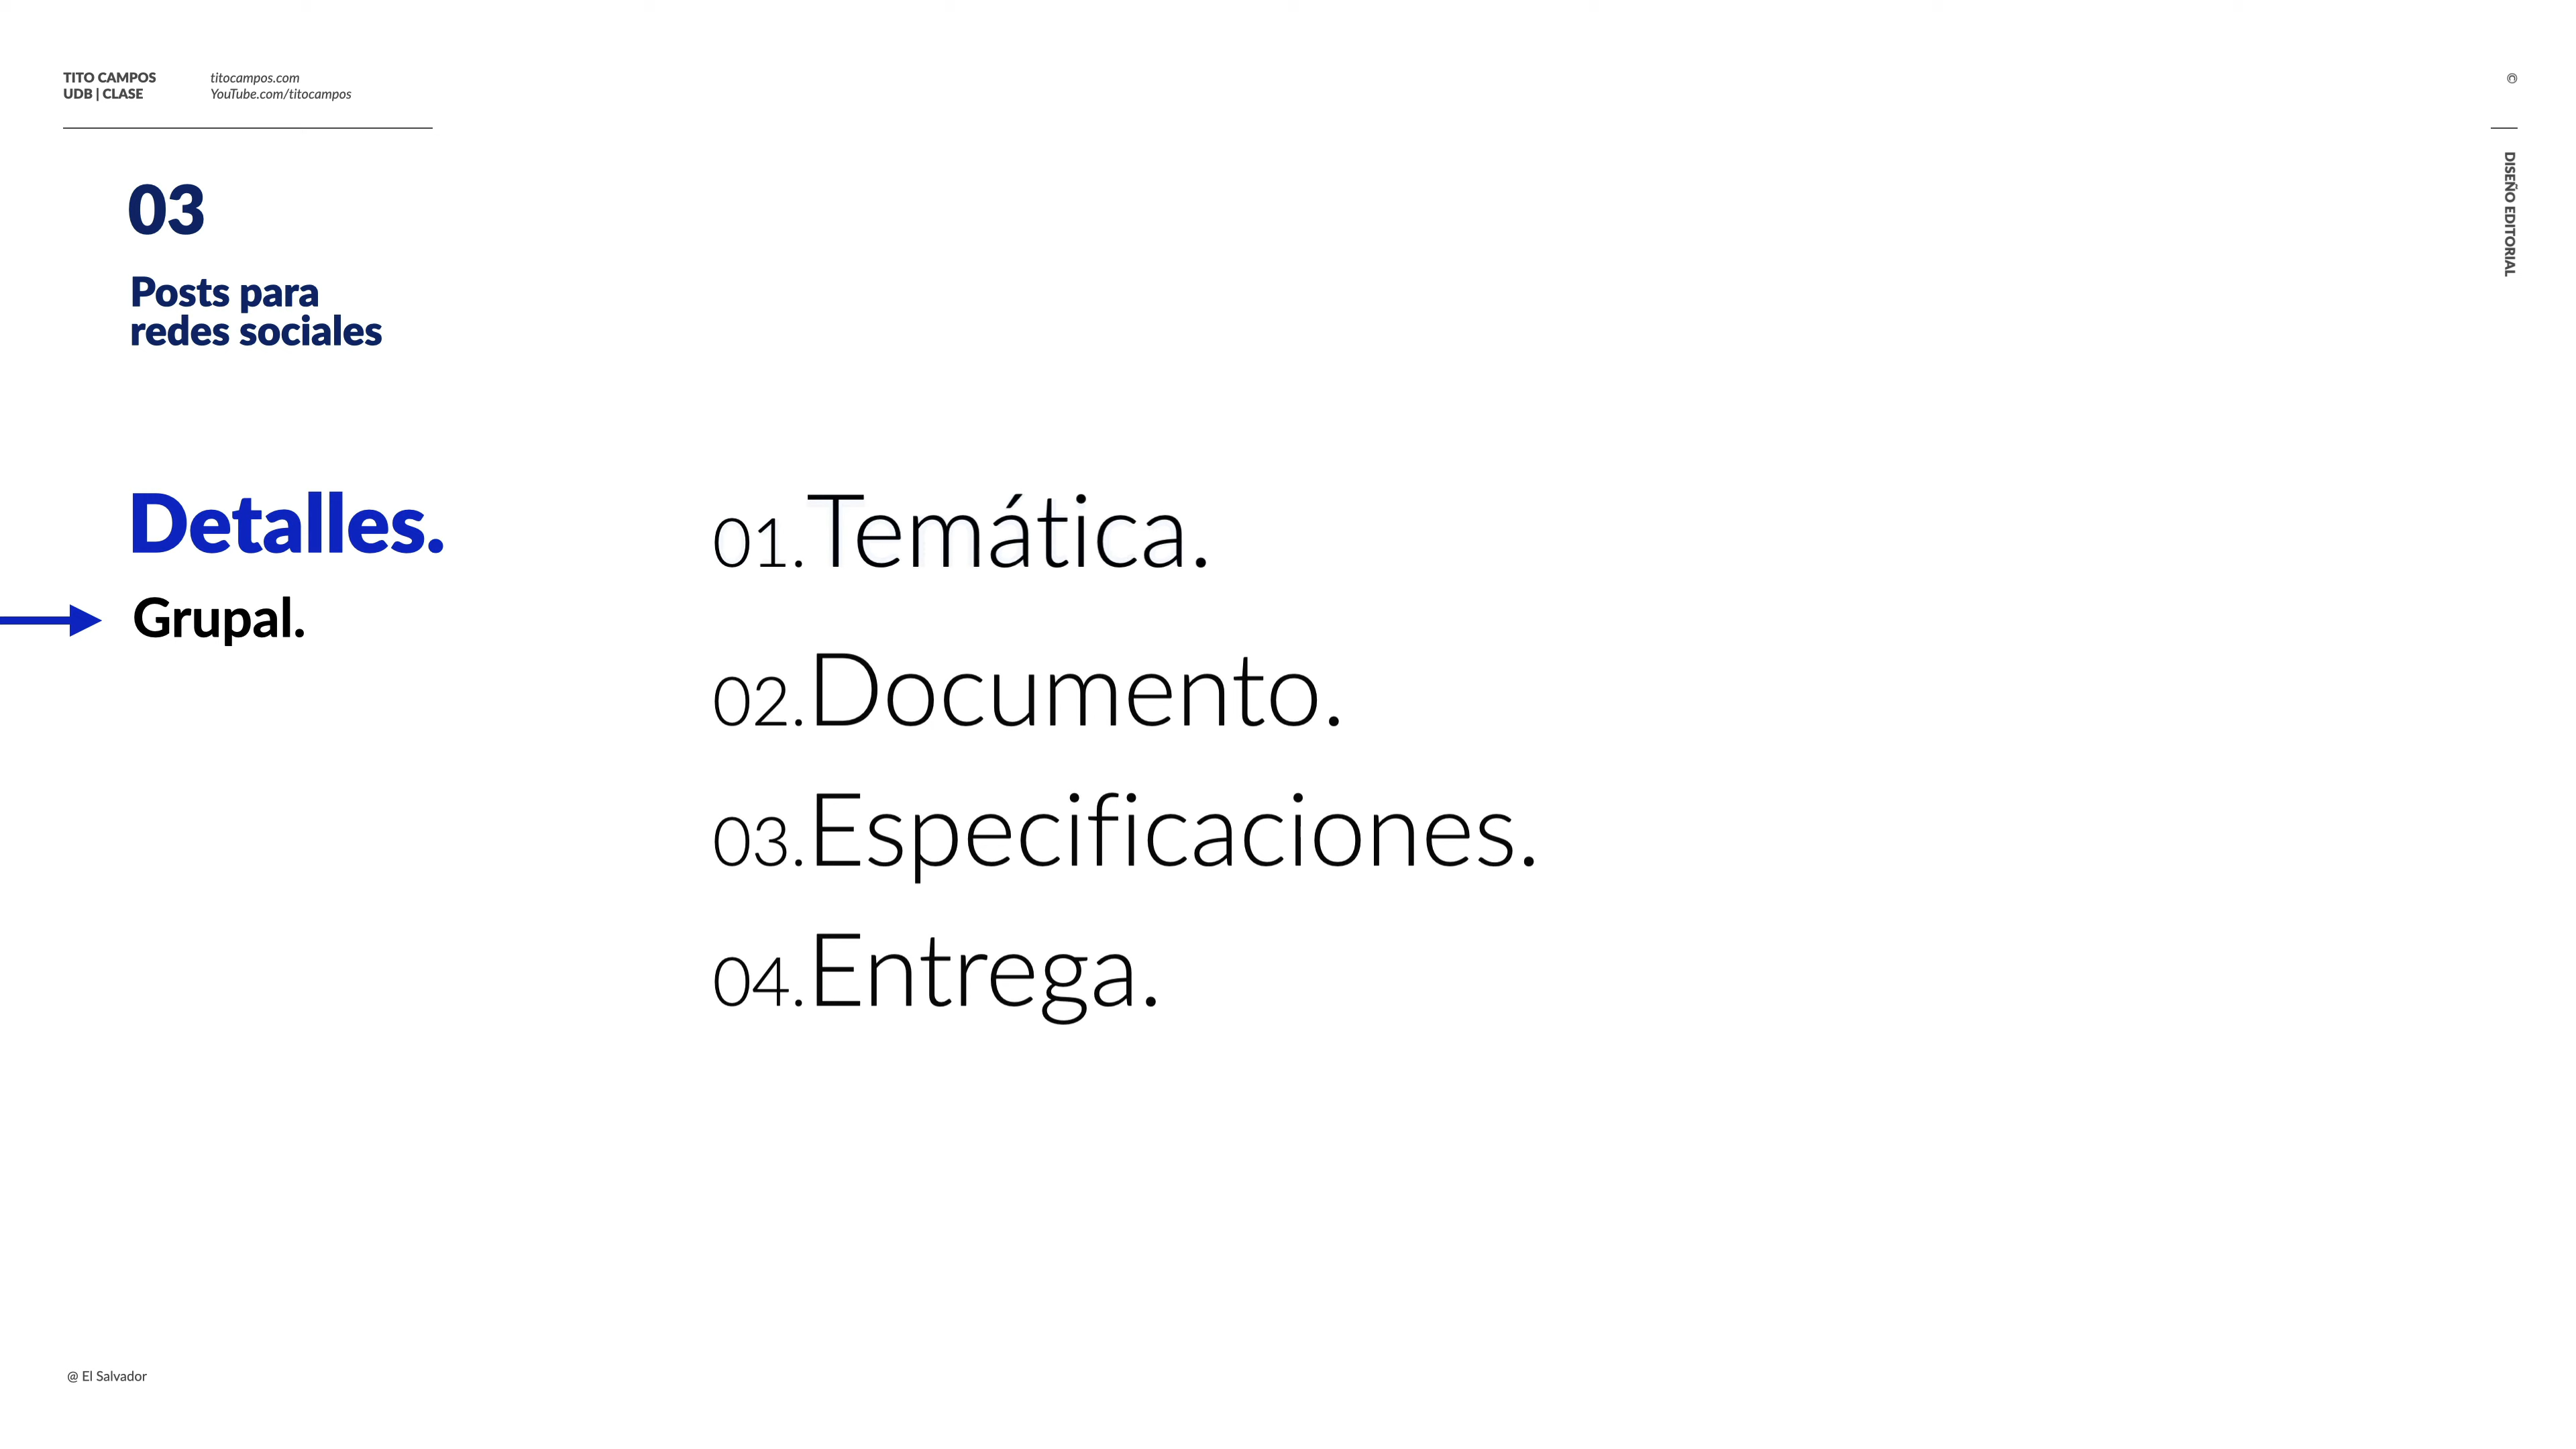 TITO CAMPOS
UDB | CLASE
titocampos.com
YouTube.com/titocampos
©
DISEÑO EDITORIAL
03
Posts para
redes sociales
Detalles.
Grupal.
01.Temática.
02.Documento.
03.Especificaciones.
04.Entrega.
@ El Salvador